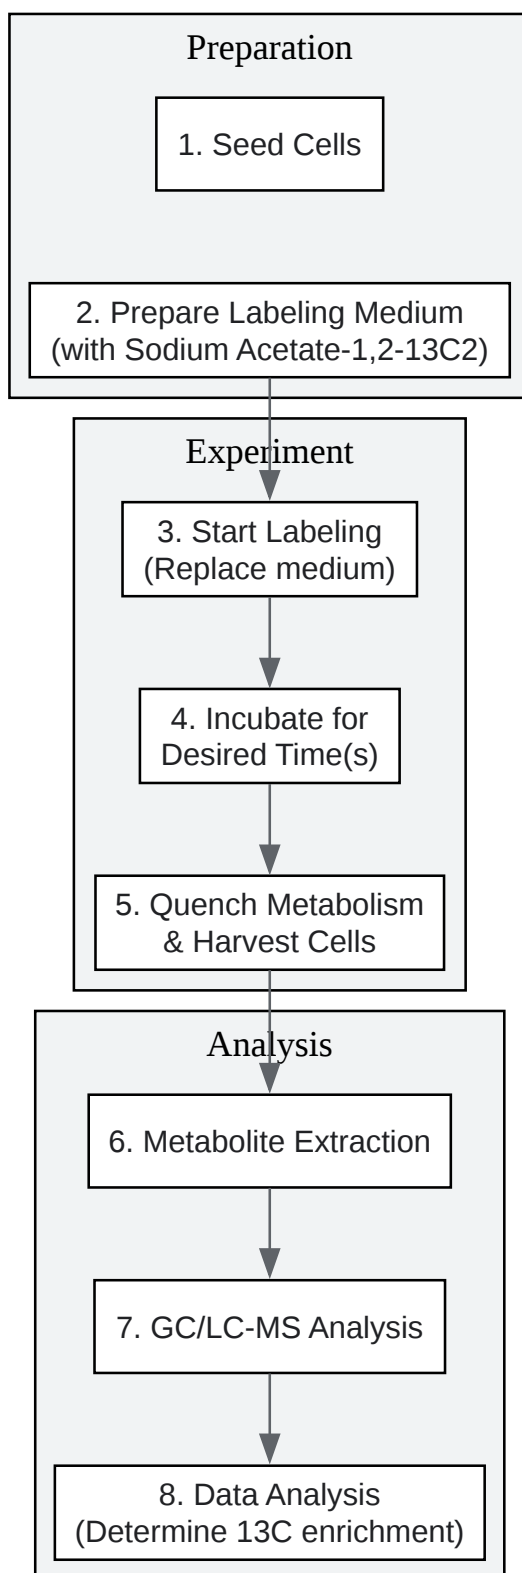 Preparation
1. Seed Cells
2. Prepare Labeling Medium
(with Sodium Acetate-1,2-13C2)
Experiment
3. Start Labeling
(Replace medium)
4. Incubate for
Desired Time(s)
5. Quench Metabolism
& Harvest Cells
Analysis
6. Metabolite Extraction
7. GC/LC-MS Analysis
8. Data Analysis
(Determine 13C enrichment)